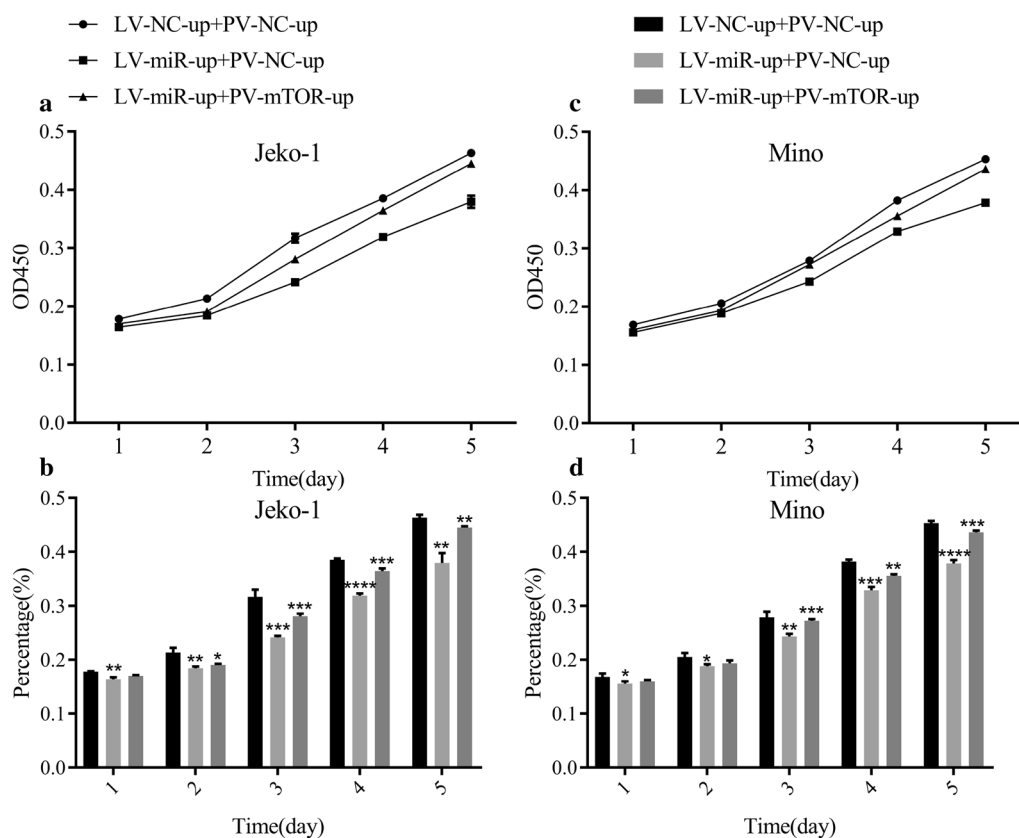 LV-NC-up+PV-NC-up
LV-miR-up+PV-NC-up
LV-miR-up+PV-mTOR-up
LV-NC-up+PV-NC-up
LV-miR-up+PV-NC-up
LV-miR-up+PV-mTOR-up
a
Jeko-1
OD450
0.5
0.4
0.3
0.2
0.1
0.0
1 2 3 4 5
Time(day)
c
Mino
OD450
0.5
0.4
0.3
0.2
0.1
0.0
1 2 3 4 5
Time(day)
b
Jeko-1
Percentage(%)
0.5
0.4
0.3
0.2
0.1
0.0
** ** * *** *** **** *** ** **
1 2 3 4 5
Time(day)
d
Mino
Percentage(%)
0.5
0.4
0.3
0.2
0.1
0.0
* * ** *** *** ** **** ***
1 2 3 4 5
Time(day)